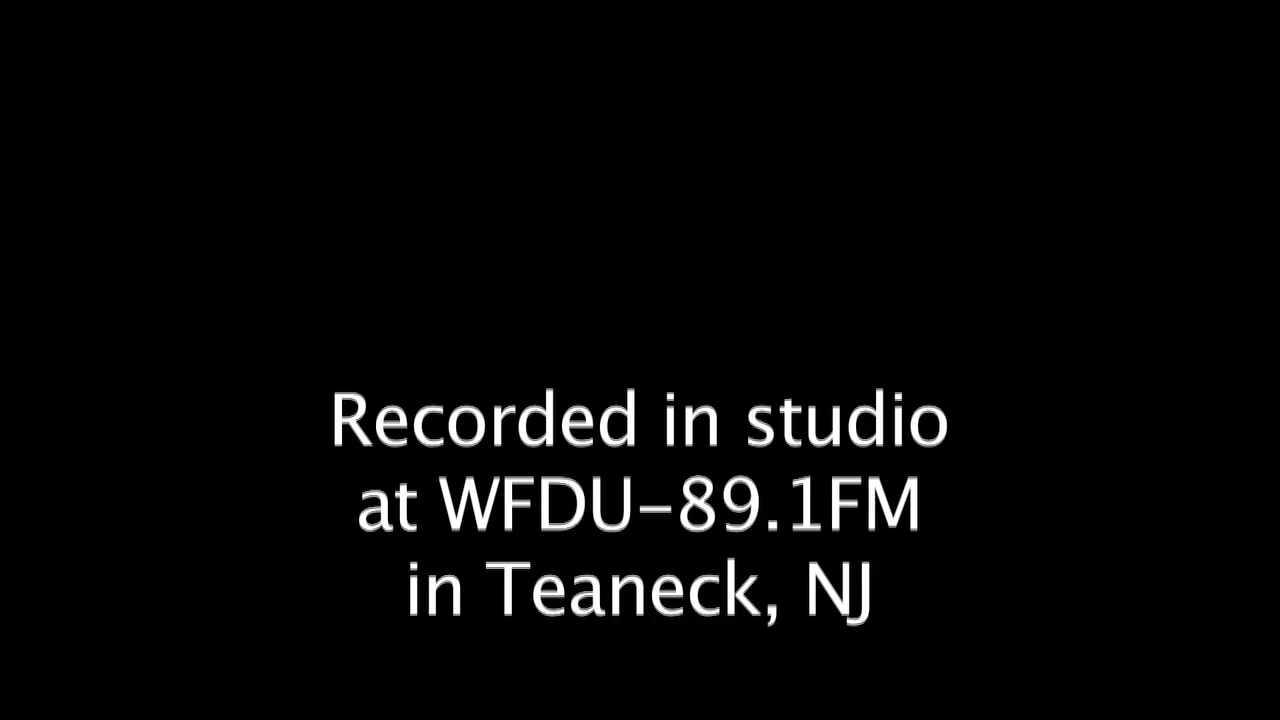 Recorded in studio
at WFDU-89.1FM
in Teaneck, NJ